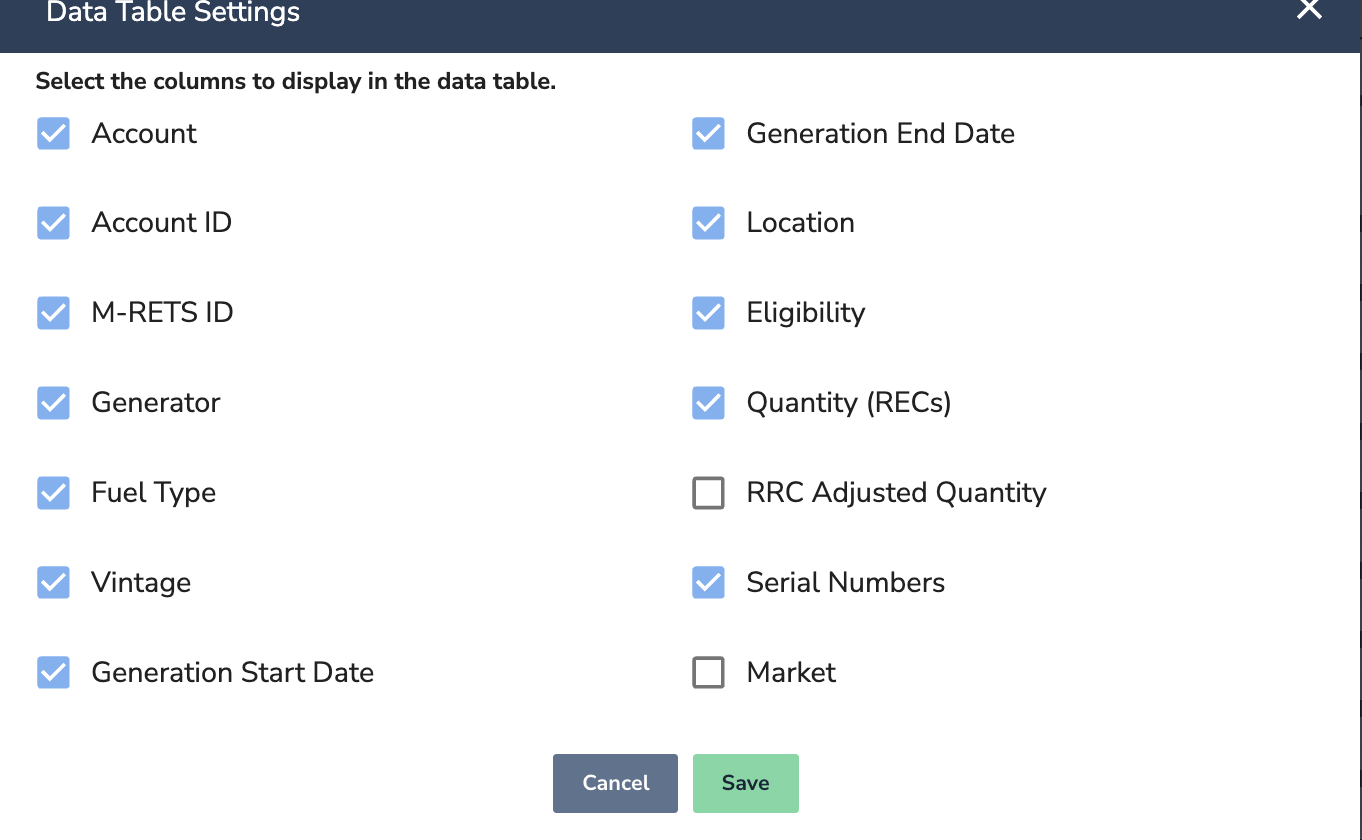 Data Table Settings
Select the columns to display in the data table.
Account
Account ID
M-RETS ID
Generator
Fuel Type
Vintage
Generation Start Date
Generation End Date
Location
Eligibility
Quantity (RECs)
RRC Adjusted Quantity
Serial Numbers
Market
Cancel
Save